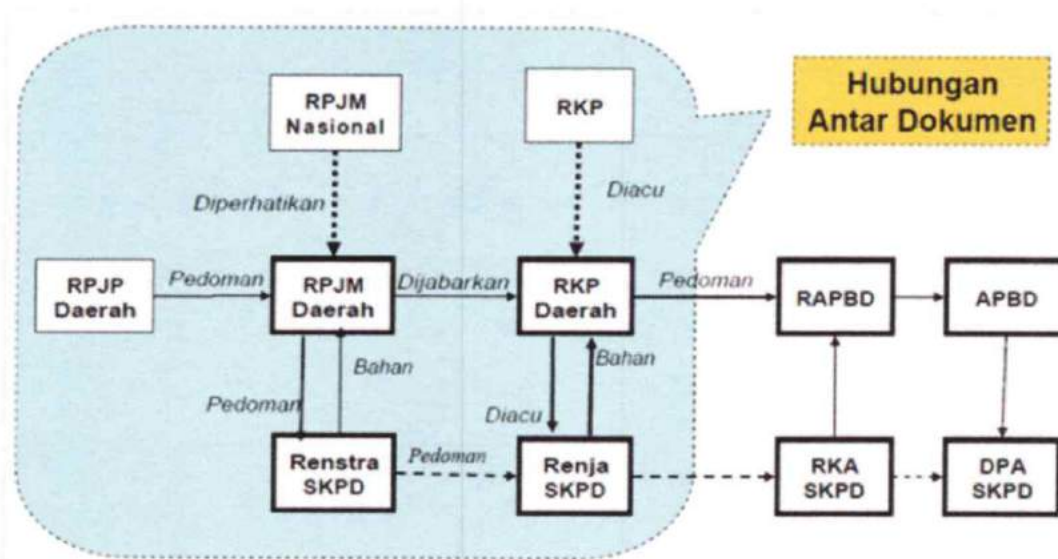 Hubungan
Antar Dokumen
RPJM
Nasional
RKP
Diperhatikan
Diacu
RPJP
Daerah
Pedoman
RPJM
Daerah
Dijabarkan
RKP
Daerah
Pedoman
RAPBD
APBD
Bahan
Pedoman
Bahan
Diacu
Renstra
SKPD
Pedoman
Renja
SKPD
RKA
SKPD
DPA
SKPD